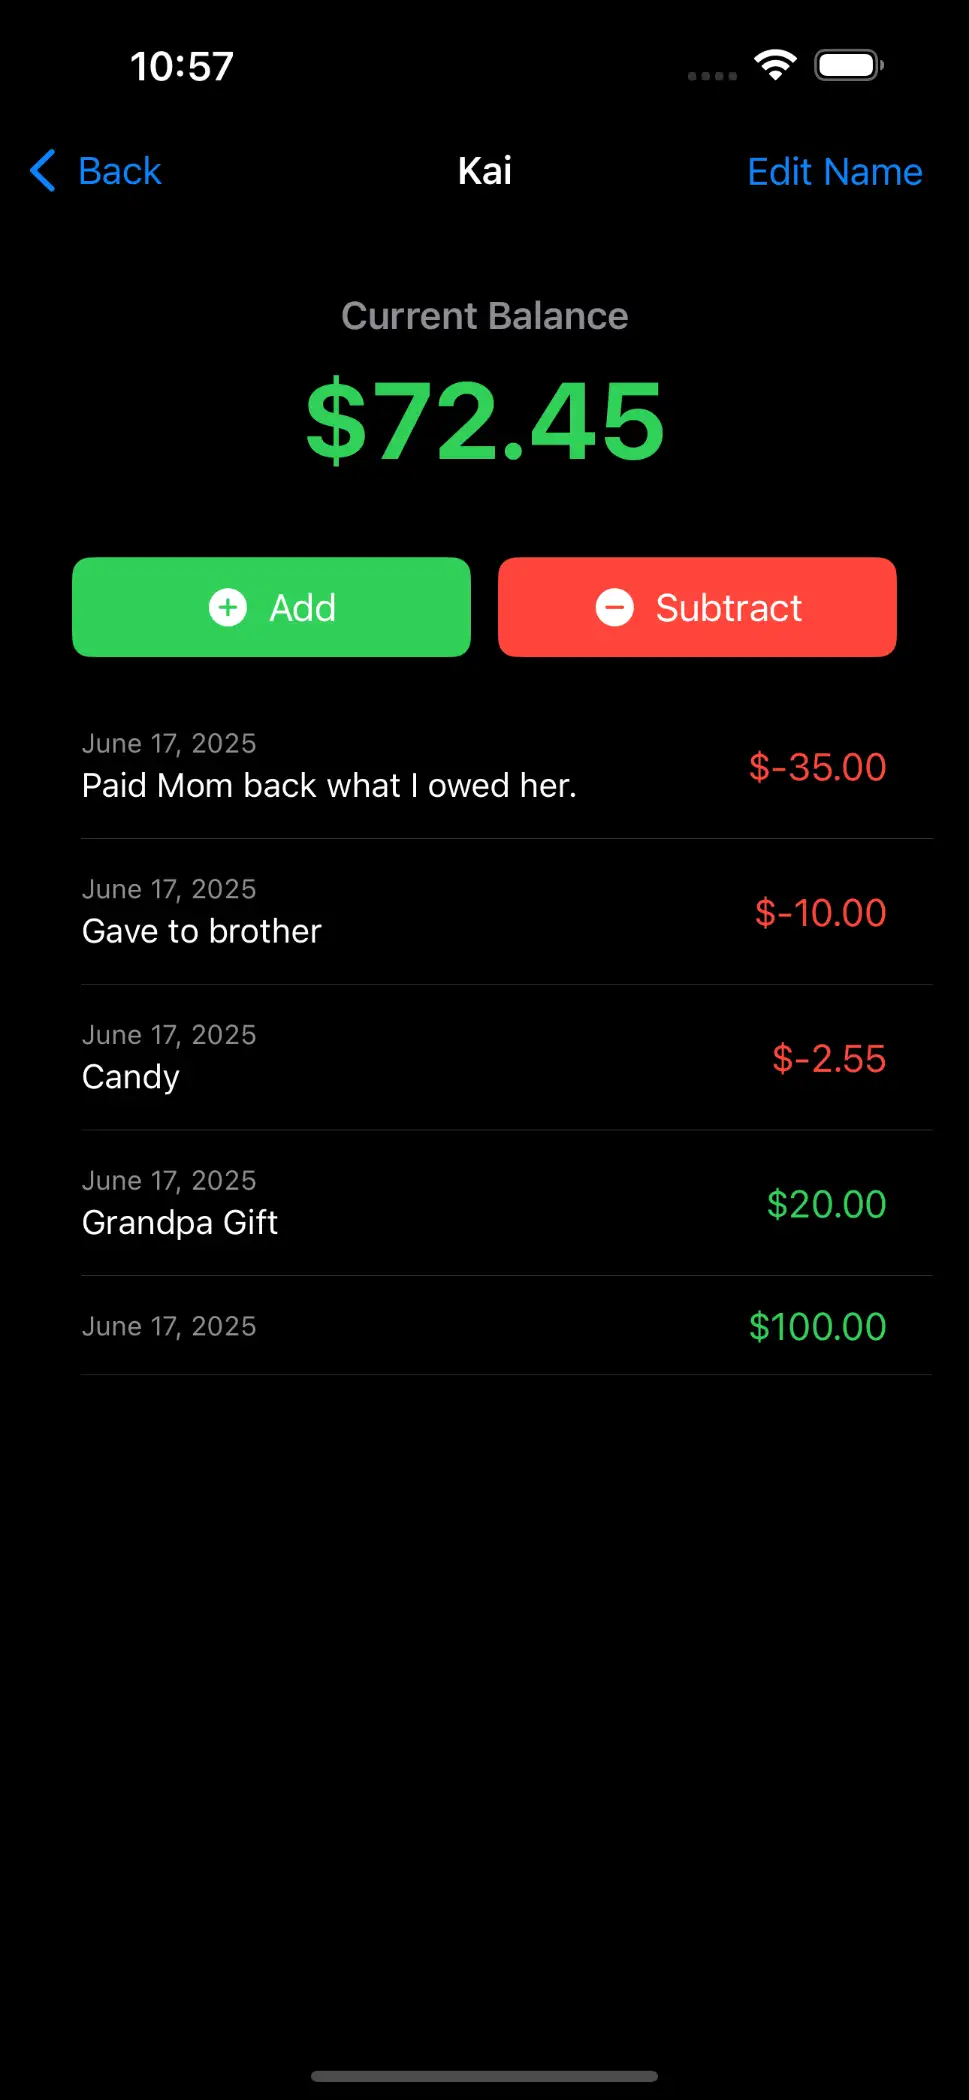 10:57
Back
Kai
Edit Name
Current Balance
$72.45
Add
Subtract
June 17, 2025
Paid Mom back what I owed her.
$-35.00
June 17, 2025
Gave to brother
$-10.00
June 17, 2025
Candy
$-2.55
June 17, 2025
Grandpa Gift
$20.00
June 17, 2025
$100.00